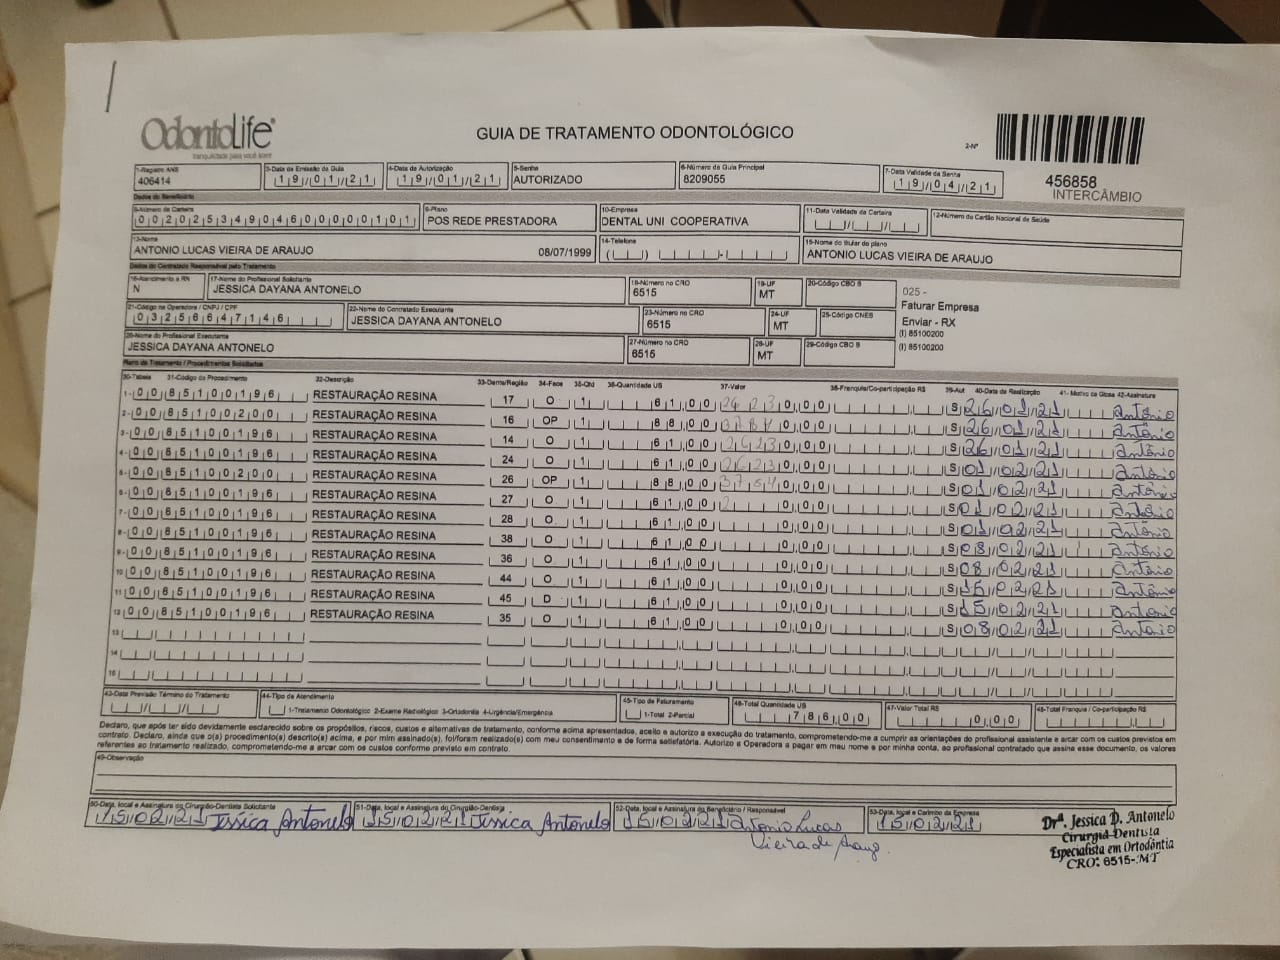 OdontoLife®
tranquilidade para você sorrir
GUIA DE TRATAMENTO ODONTOLÓGICO
2-Nº
456858
INTERCÂMBIO
1-Registro ANS
406414
3-Data de Emissão da Guia
19/01/21
4-Data de Autorização
19/01/21
5-Senha
AUTORIZADO
6-Número da Guia Principal
8209055
7-Data Validade da Senha
19/04/21
Dados do Beneficiário
8-Número da Carteira
00202534904600000101
9-Plano
POS REDE PRESTADORA
10-Empresa
DENTAL UNI COOPERATIVA
11-Data Validade da Carteira
12-Número do Cartão Nacional de Saúde
13-Nome
ANTONIO LUCAS VIEIRA DE ARAUJO 08/07/1999
14-Telefone
15-Nome do titular do plano
ANTONIO LUCAS VIEIRA DE ARAUJO
Dados do Contratado Responsável pelo Tratamento
16-Atendimento a RN
N
17-Nome do Profissional Solicitante
JESSICA DAYANA ANTONELO
18-Número no CRO
6515
19-UF
MT
20-Código CBO S
025 -
Faturar Empresa
Enviar - RX
(I) 85100200
(I) 85100200
21-Código na Operadora / CNPJ / CPF
03256647146
22-Nome do Contratado Executante
JESSICA DAYANA ANTONELO
23-Número no CRO
6515
24-UF
MT
25-Código CNES
26-Nome do Profissional Executante
JESSICA DAYANA ANTONELO
27-Número no CRO
6515
28-UF
MT
29-Código CBO S
Plano de Tratamento / Procedimentos Solicitados
30-Tabela 31-Código do Procedimento 32-Descrição 33-Dente/Região 34-Face 35-Qtd 36-Quantidade US 37-Valor 38-Franquia/Co-participação R$ 39-Aut 40-Data de Realização 41- Motivo da Glosa 42-Assinatura
1- 00 85100196 RESTAURAÇÃO RESINA 17 O 1 61,00 0,00 S 26/01/21 Antônio
2- 00 85100200 RESTAURAÇÃO RESINA 16 OP 1 88,00 0,00 S 26/01/21 Antônio
3- 00 85100196 RESTAURAÇÃO RESINA 14 O 1 61,00 0,00 S 26/01/21 Antônio
4- 00 85100196 RESTAURAÇÃO RESINA 24 O 1 61,00 0,00 S 01/02/21 Antônio
5- 00 85100200 RESTAURAÇÃO RESINA 26 OP 1 88,00 0,00 S 01/02/21 Antônio
6- 00 85100196 RESTAURAÇÃO RESINA 27 O 1 61,00 0,00 S 01/02/21 Antônio
7- 00 85100196 RESTAURAÇÃO RESINA 28 O 1 61,00 0,00 S 01/02/21 Antônio
8- 00 85100196 RESTAURAÇÃO RESINA 38 O 1 61,00 0,00 S 08/02/21 Antônio
9- 00 85100196 RESTAURAÇÃO RESINA 36 O 1 61,00 0,00 S 08/02/21 Antônio
10- 00 85100196 RESTAURAÇÃO RESINA 44 O 1 61,00 0,00 S 15/02/21 Antônio
11- 00 85100196 RESTAURAÇÃO RESINA 45 D 1 61,00 0,00 S 15/02/21 Antônio
12- 00 85100196 RESTAURAÇÃO RESINA 35 O 1 61,00 0,00 S 08/02/21 Antonio
13-
14-
15-
43-Data Previsão Término do Tratamento
44-Tipo de Atendimento
1-Tratamento Odontológico 2-Exame Radiológico 3-Ortodontia 4-Urgência/Emergência
45-Tipo de Faturamento
1-Total 2-Parcial
46-Total Quantidade US
786,00
47-Valor Total R$
0,00
48-Total Franquia / Co-participação R$
Declaro, que após ter sido devidamente esclarecido sobre os propósitos, riscos, custos e alternativas de tratamento, conforme acima apresentados, aceito e autorizo a execução do tratamento, comprometendo-me a cumprir as orientações do profissional assistente e arcar com os custos previstos em
contrato. Declaro, ainda que o(s) procedimento(s) descrito(s) acima, e por mim assinado(s), foi/foram realizado(s) com meu consentimento e de forma satisfatória. Autorizo a Operadora a pagar em meu nome e por minha conta, ao profissional contratado que assina esse documento, os valores
referentes ao tratamento realizado, comprometendo-me a arcar com os custos conforme previsto em contrato.
49-Observação
50-Data, local e Assinatura do Cirurgião-Dentista Solicitante
15/02/21 Jéssica Antonelo
51-Data, local e Assinatura do Cirurgião-Dentista
15/02/21 Jéssica Antonelo
52-Data, local e Assinatura do Beneficiário / Responsável
15/02/21 Antonio Lucas
Vieira de Araujo
53-Data, local e Carimbo da Empresa
15/02/21
Drª. Jessica D. Antonelo
Cirurgiã-Dentista
Especialista em Ortodôntia
CRO: 6515-MT